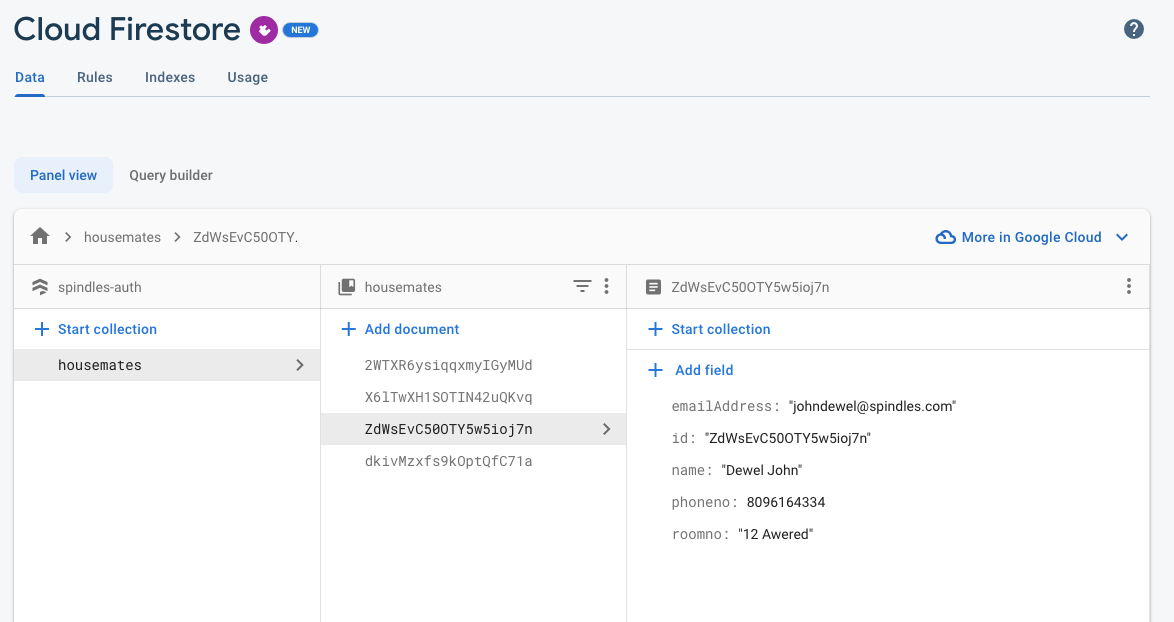 Cloud Firestore NEW
Data Rules Indexes Usage
Panel view Query builder
housemates ZdWsEvC50OTY.
More in Google Cloud
spindles-auth
Start collection
housemates
housemates
Add document
2WTXR6ysiqqxmyIGyMUd
X6lTwXH1SOTIN42uQKvq
ZdWsEvC50OTY5w5ioj7n
dkivMzxfs9kOptQfC71a
ZdWsEvC50OTY5w5ioj7n
Start collection
Add field
emailAddress: "johndewel@spindles.com"
id: "ZdWsEvC50OTY5w5ioj7n"
name: "Dewel John"
phoneno: 8096164334
roomno: "12 Awered"